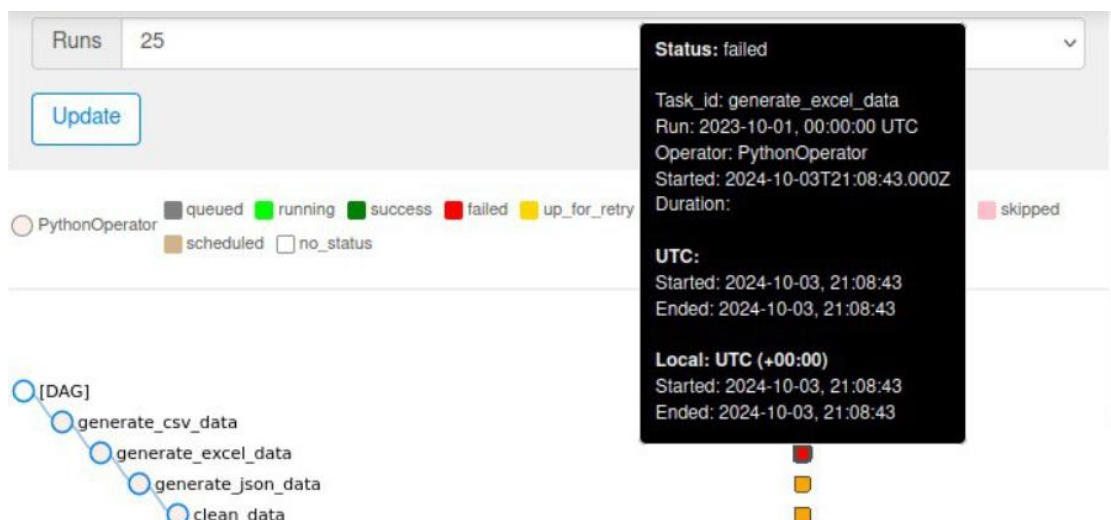 Runs 25
Update
Status: failed
Task_id: generate_excel_data
Run: 2023-10-01, 00:00:00 UTC
Operator: PythonOperator
Started: 2024-10-03T21:08:43.000Z
Duration:
UTC:
Started: 2024-10-03, 21:08:43
Ended: 2024-10-03, 21:08:43
Local: UTC (+00:00)
Started: 2024-10-03, 21:08:43
Ended: 2024-10-03, 21:08:43
PythonOperator
queued running success failed up_for_retry skipped
scheduled no_status
[DAG]
generate_csv_data
generate_excel_data
generate_json_data
clean_data